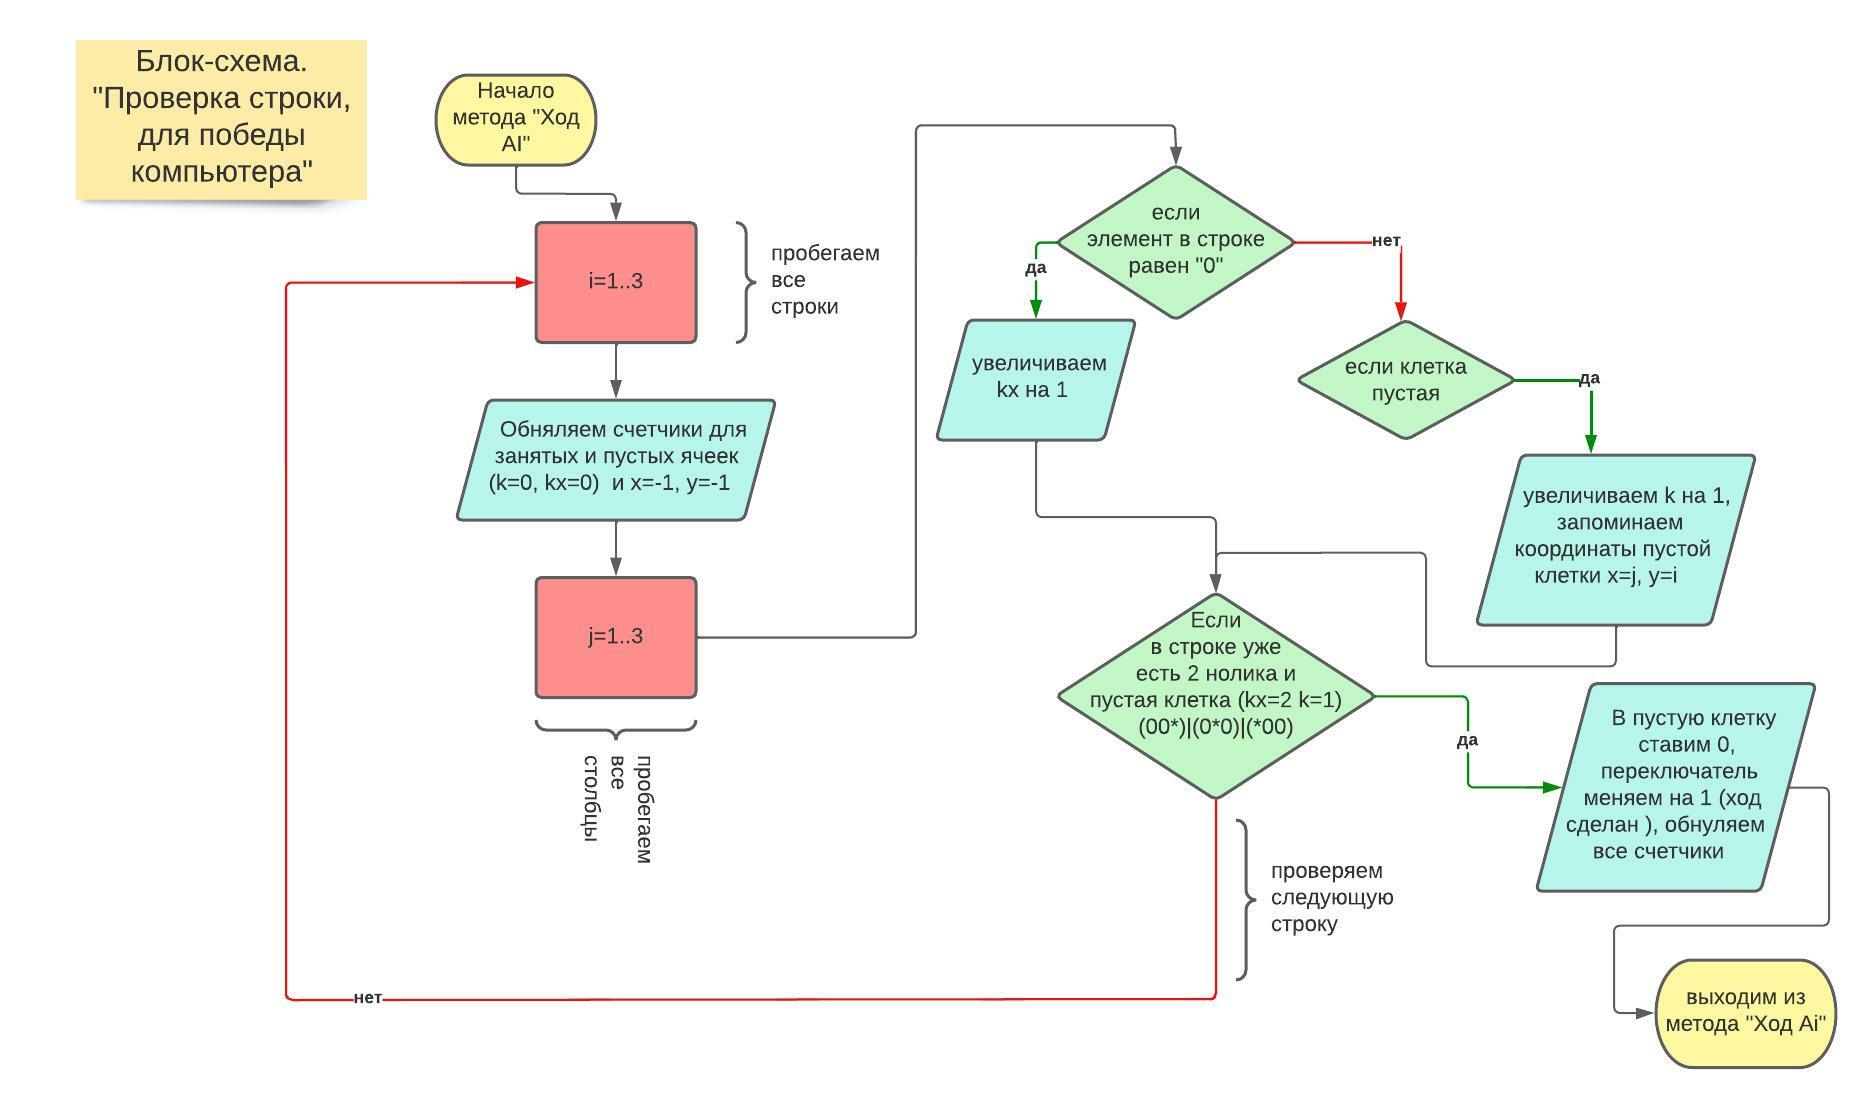 Блок-схема.
"Проверка строки,
для победы
компьютера"
Начало
метода "Ход
AI"
i=1..3
пробегаем
все
строки
Обняляем счетчики для
занятых и пустых ячеек
(k=0, kx=0)  и x=-1, y=-1
j=1..3
пробегаем
все
столбцы
если
элемент в строке
равен "0"
да
нет
увеличиваем
kx на 1
если клетка
пустая
да
увеличиваем k на 1,
запоминаем
координаты пустой
клетки x=j, y=i
Если
в строке уже
есть 2 нолика и
пустая клетка (kx=2 k=1)
(00*)|(0*0)|(*00)
да
В пустую клетку
ставим 0,
переключатель
меняем на 1 (ход
сделан ), обнуляем
все счетчики
проверяем
следующую
строку
нет
выходим из
метода "Ход Ai"